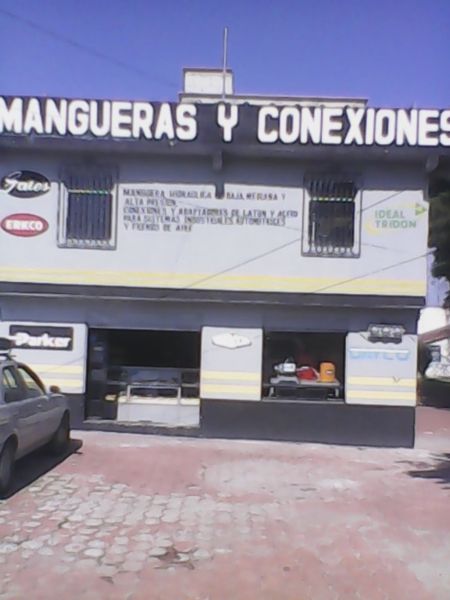 MANGUERAS Y CONEXIONES
Gates
ERKCO
MANGUERA HIDRAULICA BAJA, MEDIANA Y
ALTA PRESION
CONEXIONES Y ADAPTADORES DE LATON Y ACERO
PARA SISTEMAS INDUSTRIALES AUTOMOTRICES
Y FRENOS DE AIRE
IDEAL
TRIDON
Parker
DAYCO